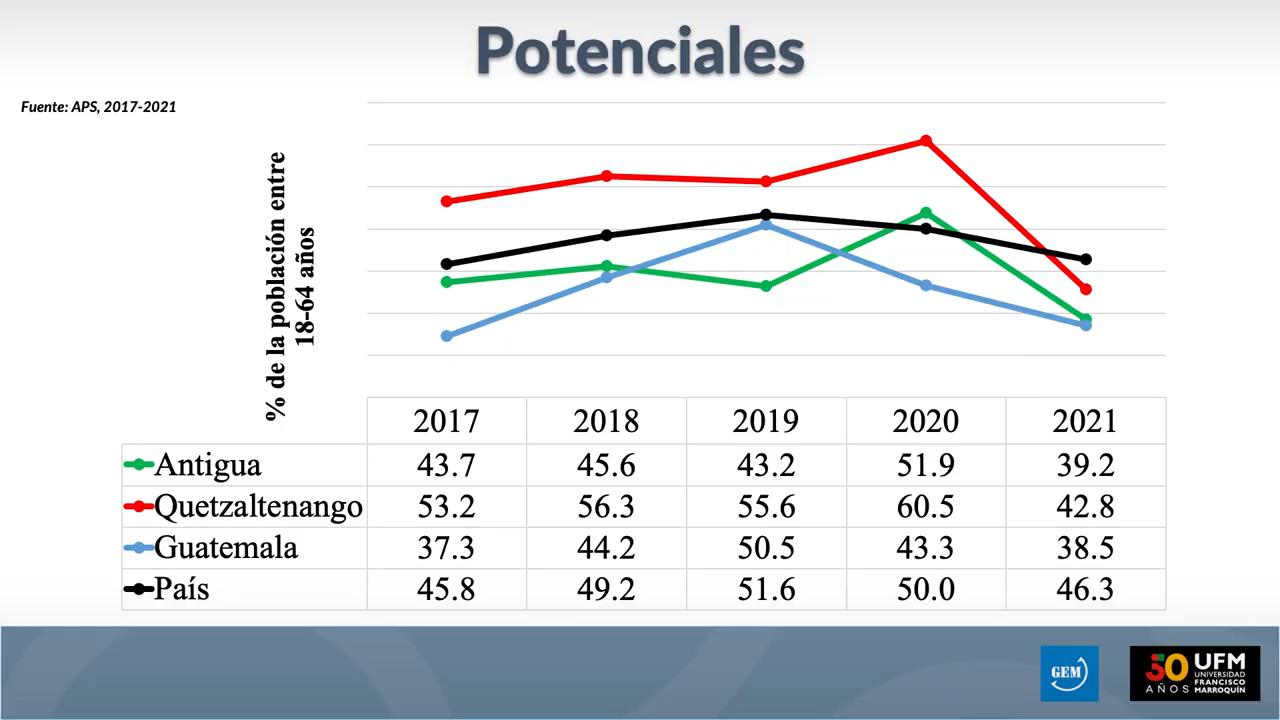 Potenciales
Fuente: APS, 2017-2021
% de la población entre
18-64 años
2017 2018 2019 2020 2021
Antigua 43.7 45.6 43.2 51.9 39.2
Quetzaltenango 53.2 56.3 55.6 60.5 42.8
Guatemala 37.3 44.2 50.5 43.3 38.5
País 45.8 49.2 51.6 50.0 46.3
GEM
50 AÑOS
UFM
UNIVERSIDAD
FRANCISCO
MARROQUÍN